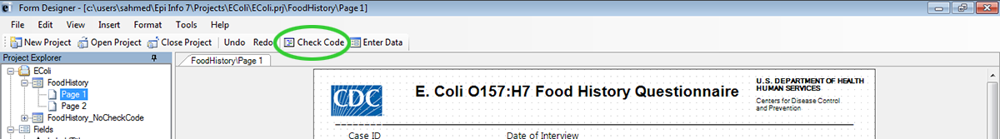 Form Designer - [c:\users\sahmed\Epi Info 7\Projects\EColi\EColi.prj\FoodHistory\Page 1]
File Edit View Insert Format Tools Help
New Project Open Project Close Project Undo Redo Check Code Enter Data
Project Explorer
EColi
FoodHistory
Page 1
Page 2
FoodHistory_NoCheckCode
Fields
FoodHistory\Page 1
CDC
E. Coli O157:H7 Food History Questionnaire
U.S. DEPARTMENT OF HEALTH
HUMAN SERVICES
Centers for Disease Control
and Prevention
Case ID Date of Interview